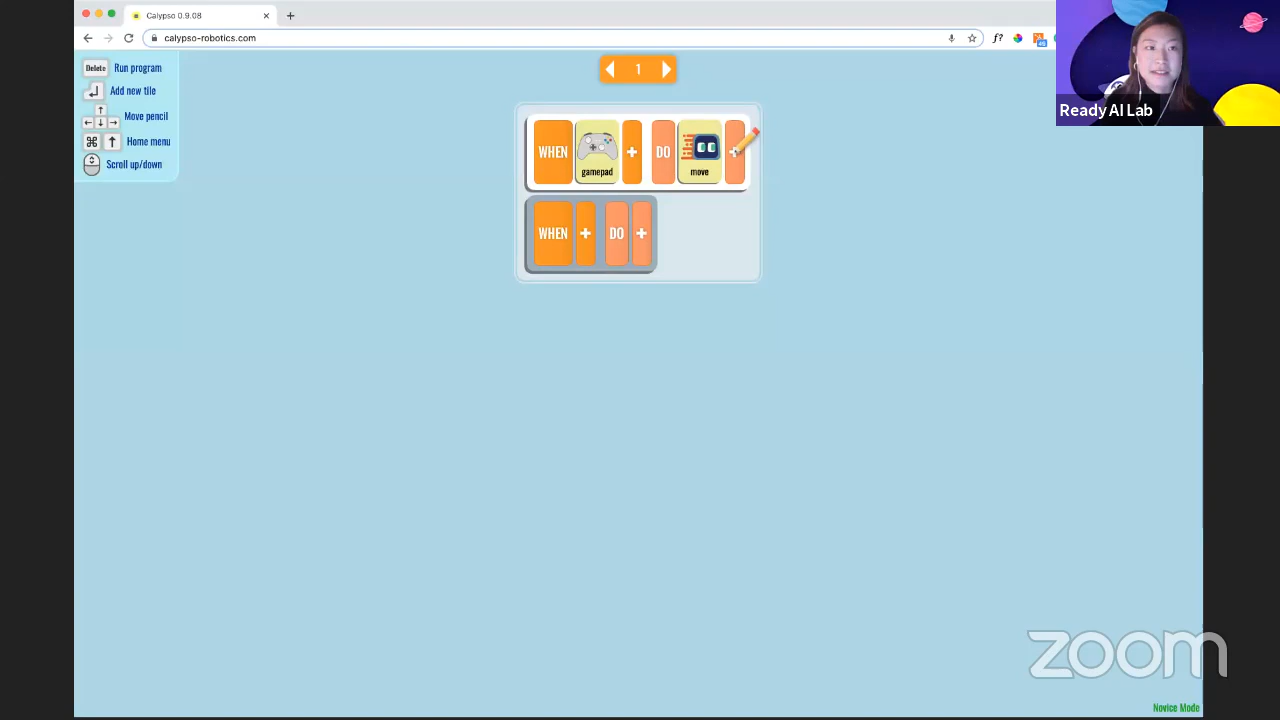 Calypso 0.9.08
calypso-robotics.com
f?
Ready AI Lab
Delete Run program
Add new tile
Move pencil
⌘ ↑ Home menu
Scroll up/down
1
WHEN gamepad + DO move +
WHEN + DO +
zoom
Novice Mode